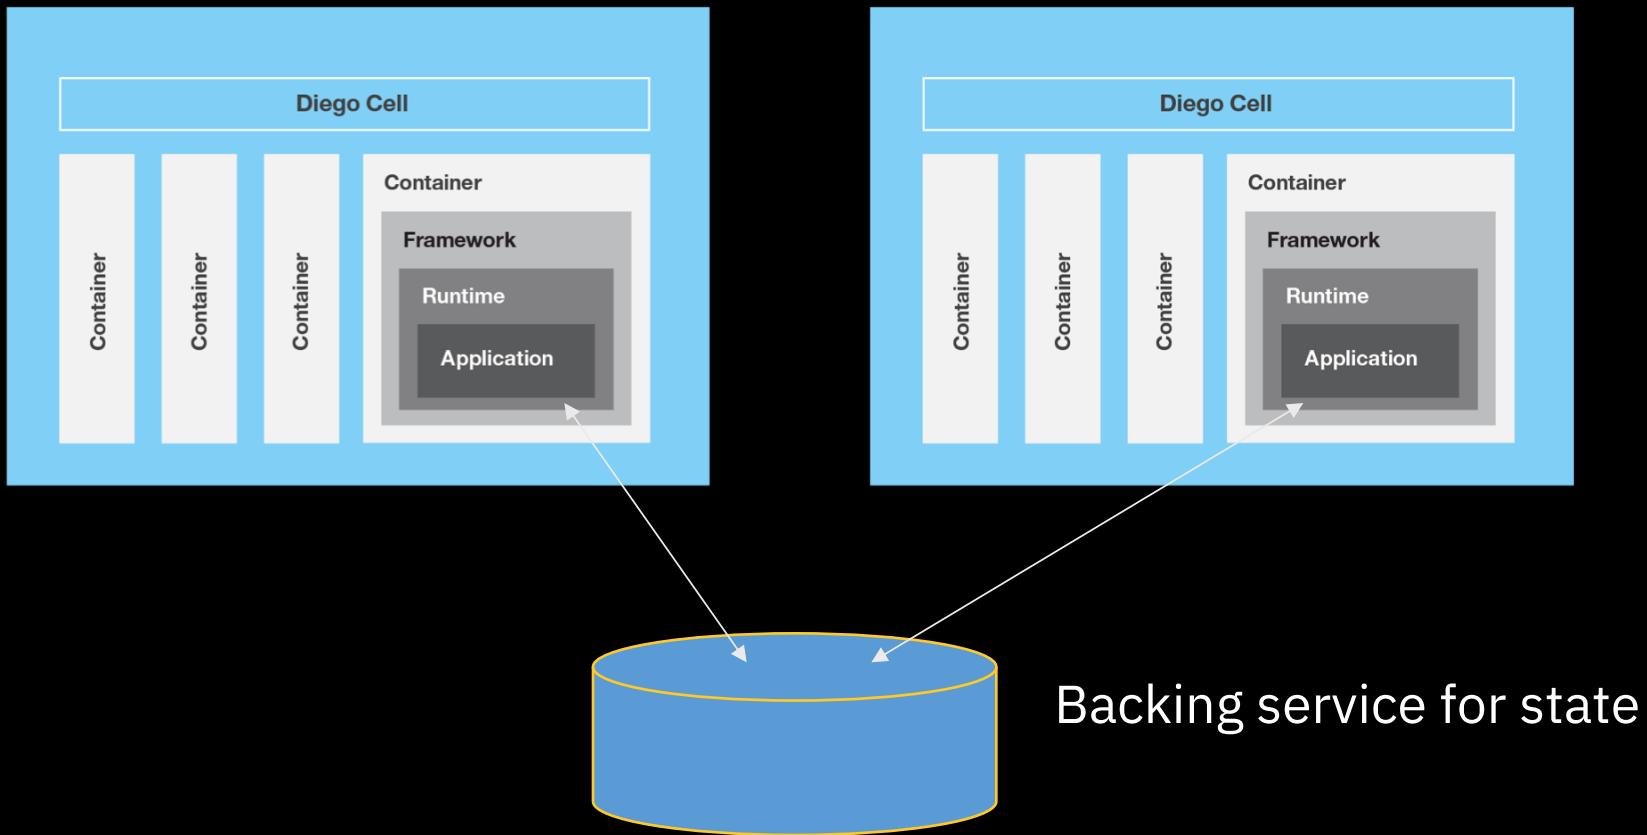 Diego Cell
Container
Container
Container
Container
Framework
Runtime
Application
Diego Cell
Container
Container
Container
Container
Framework
Runtime
Application
Backing service for state